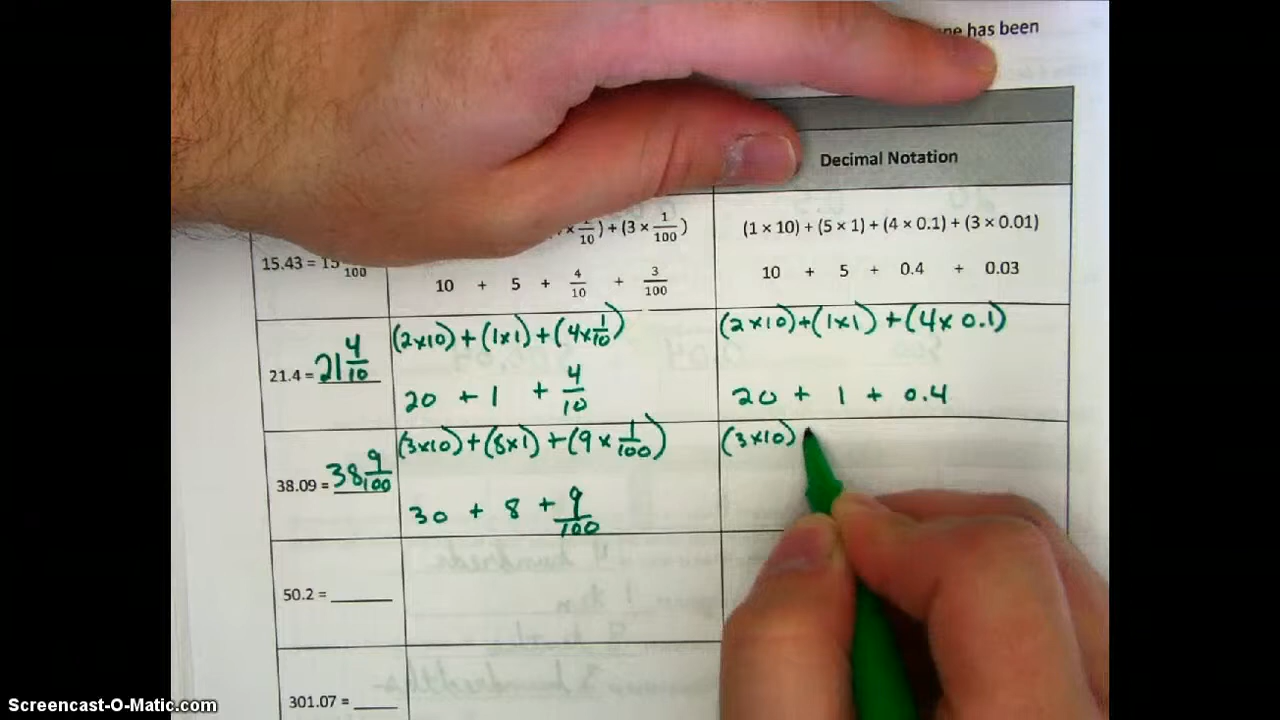 has been
Decimal Notation
15.43 = 15 /100
/10) + (3 × 1/100)
(1 × 10) + (5 × 1) + (4 × 0.1) + (3 × 0.01)
10 + 5 + 4/10 + 3/100
10 + 5 + 0.4 + 0.03
21.4 = 21 4/10
(2×10)+(1×1)+(4×1/10)
20 + 1 + 4/10
(2×10)+(1×1)+(4×0.1)
20 + 1 + 0.4
38.09 = 38 9/100
(3×10)+(8×1)+(9×1/100)
30 + 8 + 9/100
(3×10)
50.2 = ______
301.07 = _____
Screencast-O-Matic.com